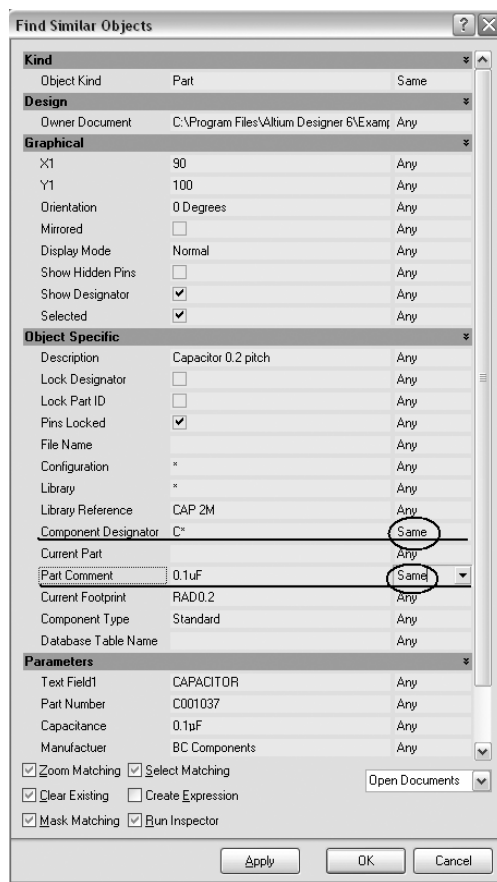 Find Similar Objects
Kind
Object Kind Part Same
Design
Owner Document C:\Program Files\Altium Designer 6\Examp Any
Graphical
X1 90 Any
Y1 100 Any
Orientation 0 Degrees Any
Mirrored Any
Display Mode Normal Any
Show Hidden Pins Any
Show Designator Any
Selected Any
Object Specific
Description Capacitor 0.2 pitch Any
Lock Designator Any
Lock Part ID Any
Pins Locked Any
File Name Any
Configuration * Any
Library * Any
Library Reference CAP 2M Any
Component Designator C* Same
Current Part Any
Part Comment 0.1uF Same
Current Footprint RAD0.2 Any
Component Type Standard Any
Database Table Name Any
Parameters
Text Field1 CAPACITOR Any
Part Number C001037 Any
Capacitance 0.1µF Any
Manufactuer BC Components Any
Zoom Matching Select Matching
Open Documents
Clear Existing Create Expression
Mask Matching Run Inspector
Apply OK Cancel